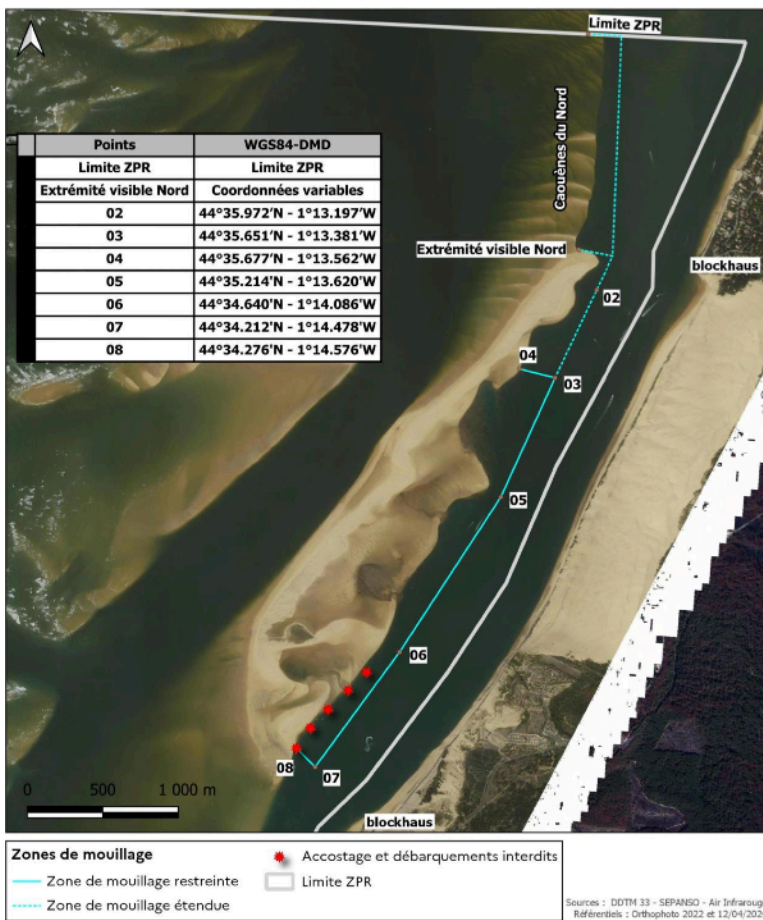 Limite ZPR
Caouènes du Nord
Points WGS84-DMD
Limite ZPR Limite ZPR
Extrémité visible Nord Coordonnées variables
02 44°35.972'N - 1°13.197'W
03 44°35.651'N - 1°13.381'W
04 44°35.677'N - 1°13.562'W
05 44°35.214'N - 1°13.620'W
06 44°34.640'N - 1°14.086'W
07 44°34.212'N - 1°14.478'W
08 44°34.276'N - 1°14.576'W
Extrémité visible Nord
blockhaus
02
04
03
05
06
08
07
0 500 1 000 m
blockhaus
Zones de mouillage
Zone de mouillage restreinte
Zone de mouillage étendue
Accostage et débarquements interdits
Limite ZPR
Sources : DDTM 33 - SEPANSO - Air Infrarouge
Référentiels : Orthophoto 2022 et 12/04/202